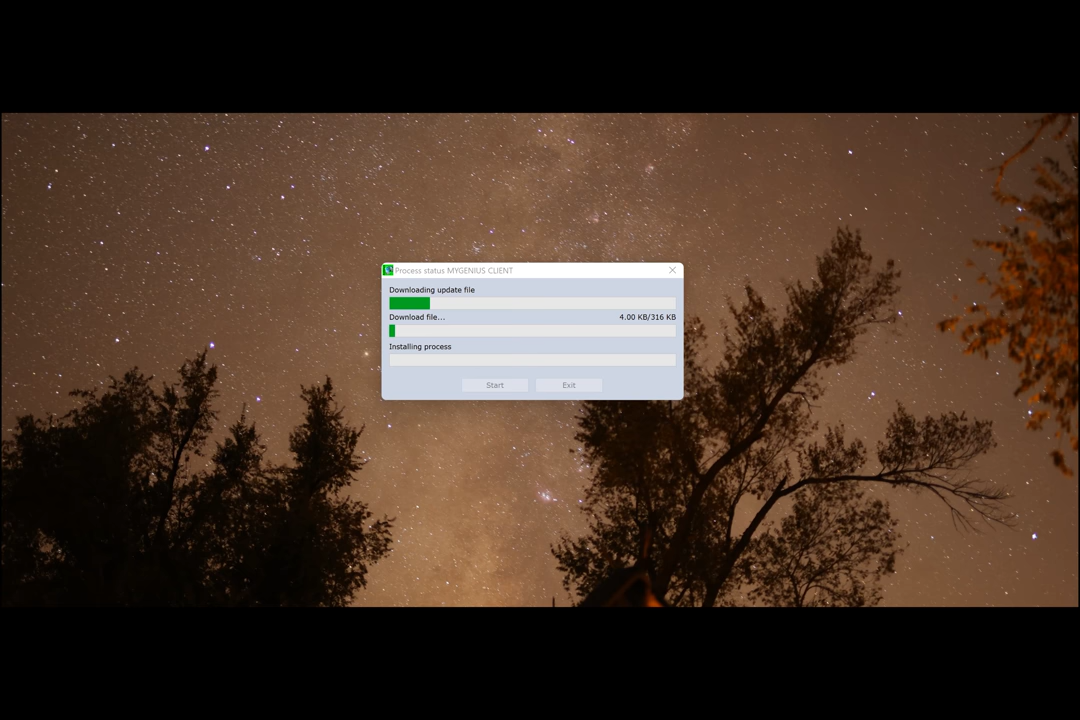 Process status MYGENIUS CLIENT
Downloading update file
Download file... 4.00 KB/316 KB
Installing process
Start Exit